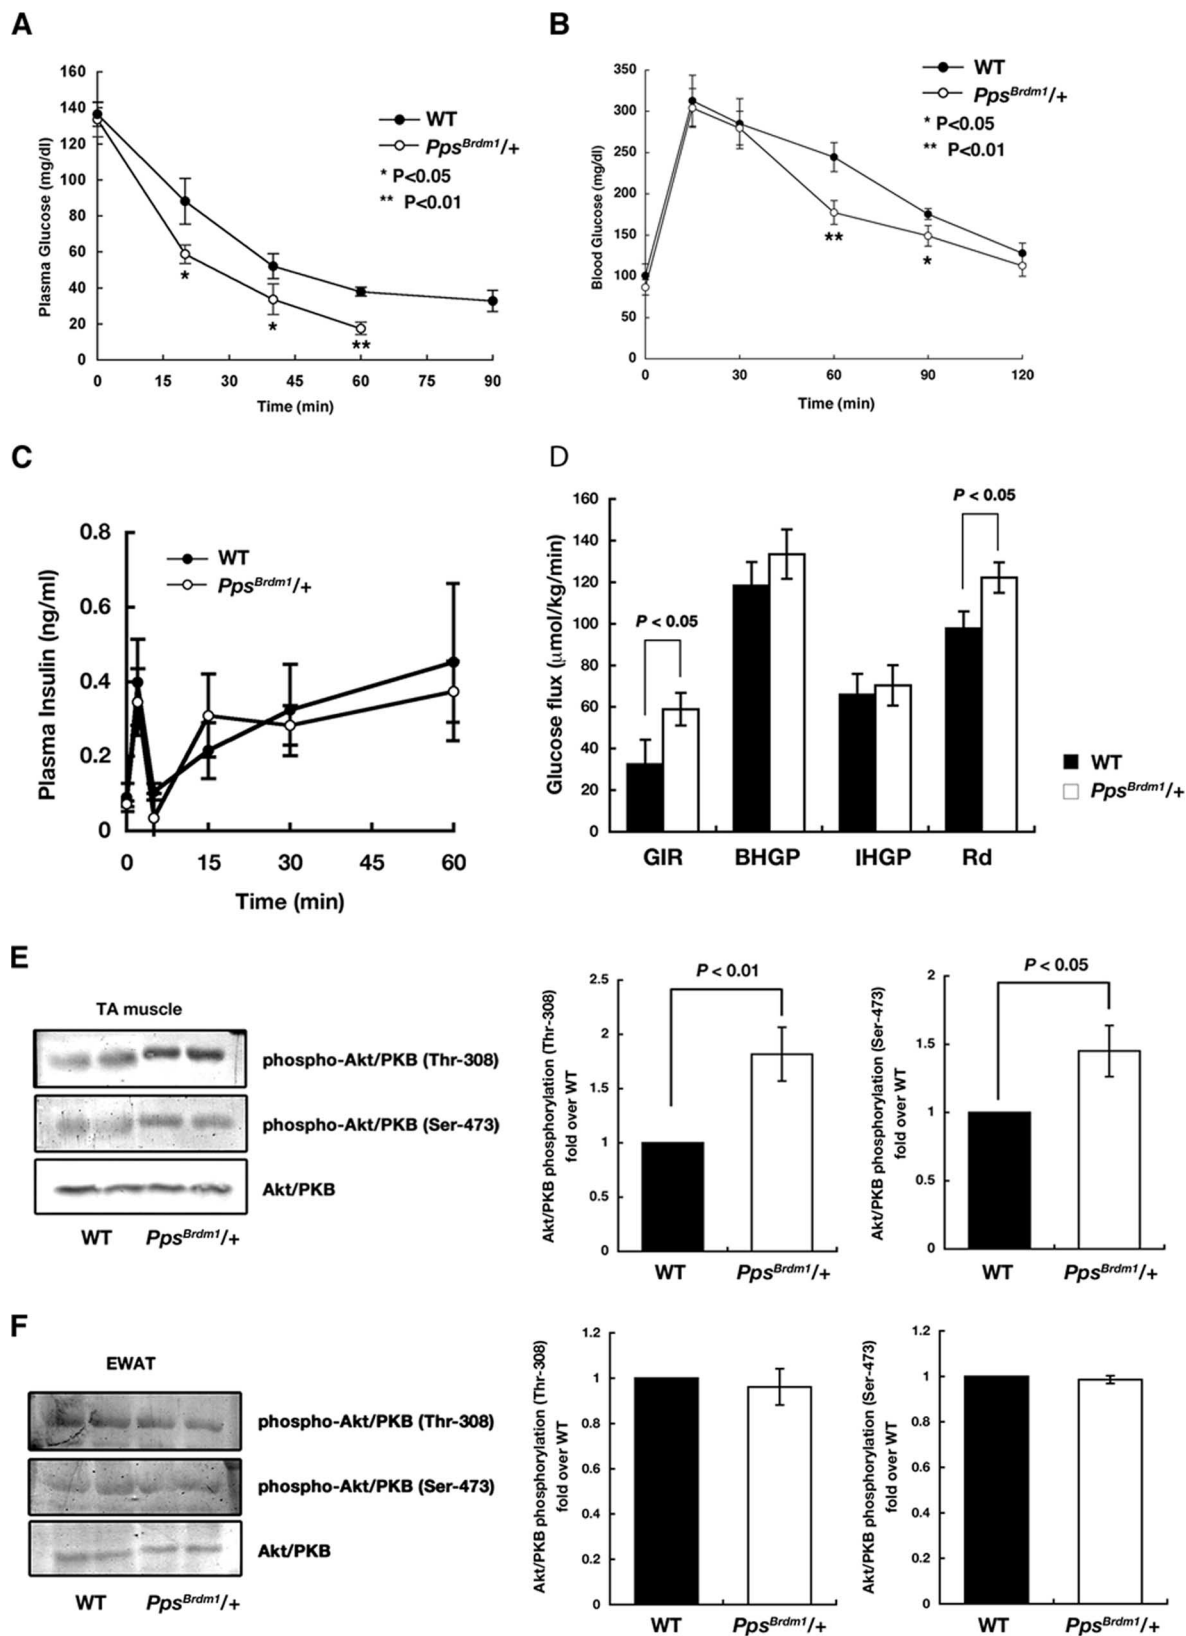 A
160
140
120
100
80
60
40
20
0
Plasma Glucose (mg/dl)
WT
Pps^Brdm1/+
* P<0.05
** P<0.01
*
*
**
0 15 30 45 60 75 90
Time (min)
B
350
300
250
200
150
100
50
0
Blood Glucose (mg/dl)
WT
Pps^Brdm1/+
* P<0.05
** P<0.01
**
*
0 30 60 90 120
Time (min)
C
0.8
0.6
0.4
0.2
0
Plasma Insulin (ng/ml)
WT
Pps^Brdm1/+
0 15 30 45 60
Time (min)
D
160
140
120
100
80
60
40
20
0
Glucose flux (μmol/kg/min)
P < 0.05
P < 0.05
GIR BHGP IHGP Rd
WT
Pps^Brdm1/+
E
TA muscle
phospho-Akt/PKB (Thr-308)
phospho-Akt/PKB (Ser-473)
Akt/PKB
WT Pps^Brdm1/+
Akt/PKB phosphorylation (Thr-308)
fold over WT
2.5
2
1.5
1
0.5
0
P < 0.01
WT Pps^Brdm1/+
Akt/PKB phosphorylation (Ser-473)
fold over WT
2
1.5
1
0.5
0
P < 0.05
WT Pps^Brdm1/+
F
EWAT
phospho-Akt/PKB (Thr-308)
phospho-Akt/PKB (Ser-473)
Akt/PKB
WT Pps^Brdm1/+
Akt/PKB phosphorylation (Thr-308)
fold over WT
1.2
1
0.8
0.6
0.4
0.2
0
WT Pps^Brdm1/+
Akt/PKB phosphorylation (Ser-473)
fold over WT
1.2
1
0.8
0.6
0.4
0.2
0
WT Pps^Brdm1/+